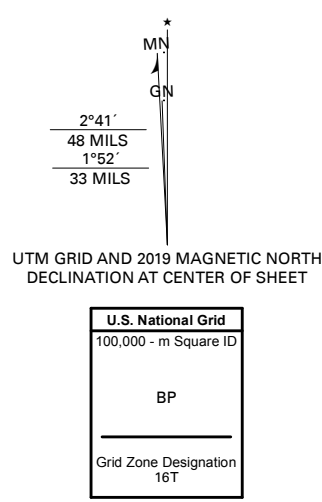 ★
MN
GN
2°41´
48 MILS
1°52´
33 MILS
UTM GRID AND 2019 MAGNETIC NORTH
DECLINATION AT CENTER OF SHEET
U.S. National Grid
100,000 - m Square ID
BP
Grid Zone Designation
16T